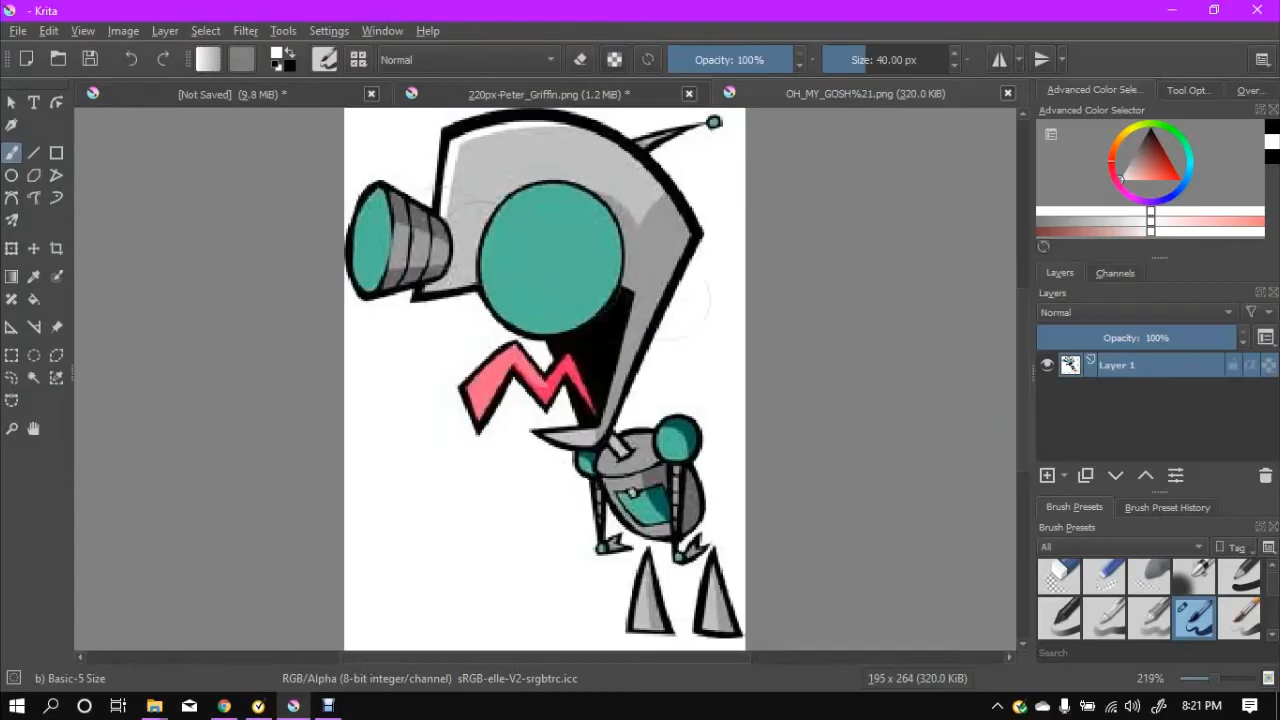 - Krita
File Edit View Image Layer Select Filter Tools Settings Window Help
Normal Opacity: 100% Size: 40.00 px
[Not Saved] (9.8 MiB) * 220px-Peter_Griffin.png (1.2 MiB) * OH_MY_GOSH%21.png (320.0 KiB)
Advanced Color Selec... Tool Opt... Over...
Advanced Color Selector
Layers Channels
Layers
Normal
Opacity: 100%
Layer 1
Brush Presets Brush Preset History
Brush Presets
All Tag
Search
b) Basic-5 Size RGB/Alpha (8-bit integer/channel) sRGB-elle-V2-srgbtrc.icc 195 x 264 (320.0 KiB) 219%
8:21 PM